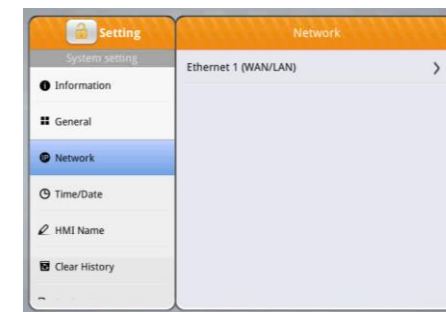 Setting
System setting
Information
General
Network
Time/Date
HMI Name
Clear History
Network
Ethernet 1 (WAN/LAN)